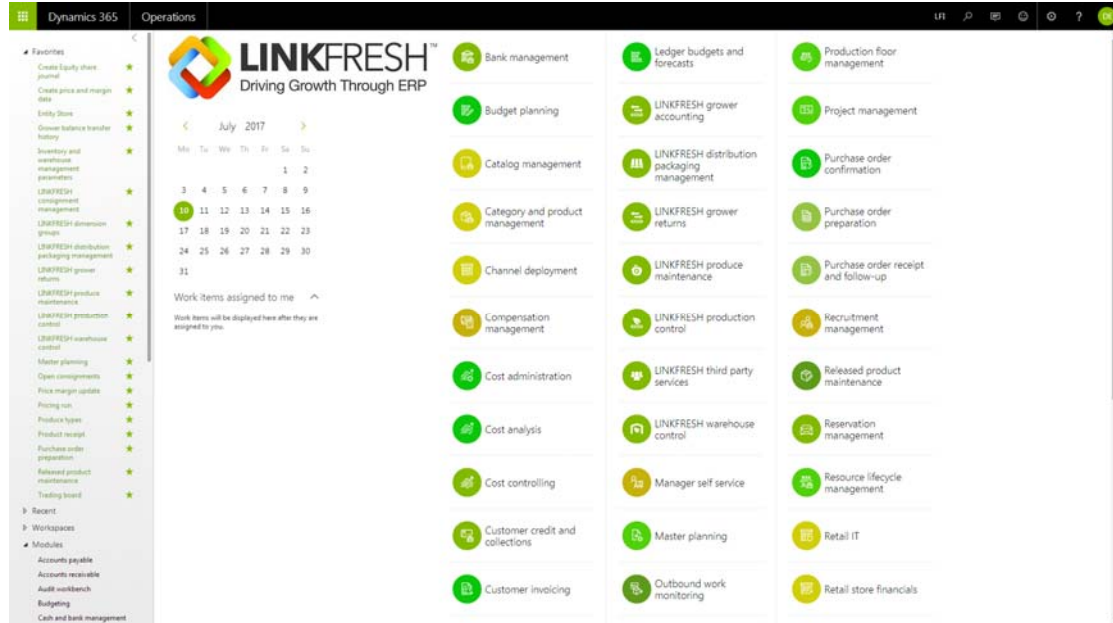 Dynamics 365
Operations
LFI
?
Favorites
Create Equity share
journal
Create price and margin
data
Entity Store
Grower balance transfer
history
Inventory and
warehouse
management
parameters
LINKFRESH
consignment
management
LINKFRESH dimension
groups
LINKFRESH distribution
packaging management
LINKFRESH grower
returns
LINKFRESH produce
maintenance
LINKFRESH production
control
LINKFRESH warehouse
control
Master planning
Open consignments
Price margin update
Pricing run
Produce types
Product receipt
Purchase order
preparation
Released product
maintenance
Trading board
Recent
Workspaces
Modules
Accounts payable
Accounts receivable
Audit workbench
Budgeting
Cash and bank management
LINKFRESH™
Driving Growth Through ERP
July 2017
Mo Tu We Th Fr Sa Su
1 2
3 4 5 6 7 8 9
10 11 12 13 14 15 16
17 18 19 20 21 22 23
24 25 26 27 28 29 30
31
Work items assigned to me
Work items will be displayed here after they are
assigned to you.
Bank management
Budget planning
Catalog management
Category and product
management
Channel deployment
Compensation
management
Cost administration
Cost analysis
Cost controlling
Customer credit and
collections
Customer invoicing
Ledger budgets and
forecasts
LINKFRESH grower
accounting
LINKFRESH distribution
packaging
management
LINKFRESH grower
returns
LINKFRESH produce
maintenance
LINKFRESH production
control
LINKFRESH third party
services
LINKFRESH warehouse
control
Manager self service
Master planning
Outbound work
monitoring
Production floor
management
Project management
Purchase order
confirmation
Purchase order
preparation
Purchase order receipt
and follow-up
Recruitment
management
Released product
maintenance
Reservation
management
Resource lifecycle
management
Retail IT
Retail store financials